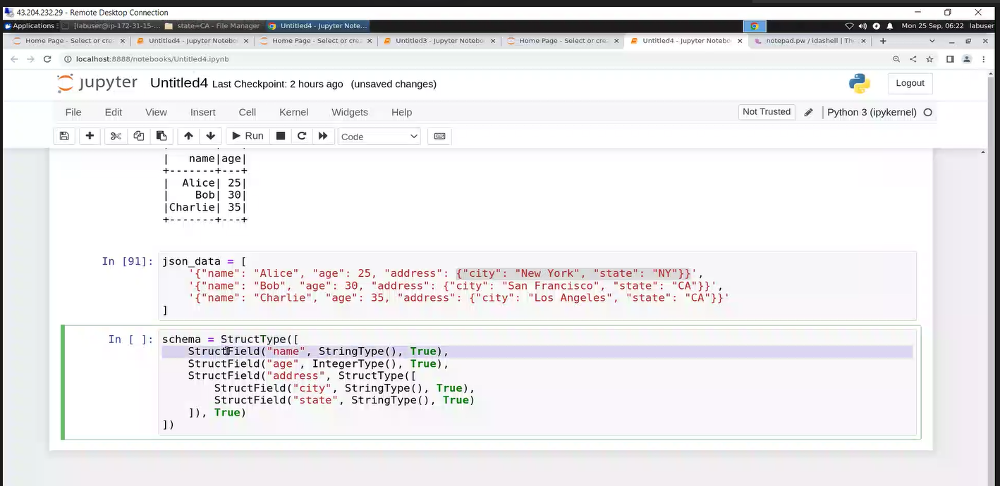 43.204.232.29 - Remote Desktop Connection
Applications [labuser@ip-172-31-15-... state=CA - File Manager Untitled4 - Jupyter Note... Mon 25 Sep, 06:22 labuser
Home Page - Select or cre Untitled4 - Jupyter Notebo Home Page - Select or crea Untitled3 - Jupyter Notebo Home Page - Select or cre Untitled4 - Jupyter Notebo notepad.pw / idashell | Th
localhost:8888/notebooks/Untitled4.ipynb
jupyter Untitled4 Last Checkpoint: 2 hours ago (unsaved changes) Logout
File Edit View Insert Cell Kernel Widgets Help Not Trusted Python 3 (ipykernel)
Run Code
|   name|age|
+-------+---+
|  Alice| 25|
|    Bob| 30|
|Charlie| 35|
+-------+---+
In [91]: json_data = [
'{"name": "Alice", "age": 25, "address": {"city": "New York", "state": "NY"}}',
'{"name": "Bob", "age": 30, "address": {"city": "San Francisco", "state": "CA"}}',
'{"name": "Charlie", "age": 35, "address": {"city": "Los Angeles", "state": "CA"}}'
]
In [ ]: schema = StructType([
StructField("name", StringType(), True),
StructField("age", IntegerType(), True),
StructField("address", StructType([
StructField("city", StringType(), True),
StructField("state", StringType(), True)
]), True)
])